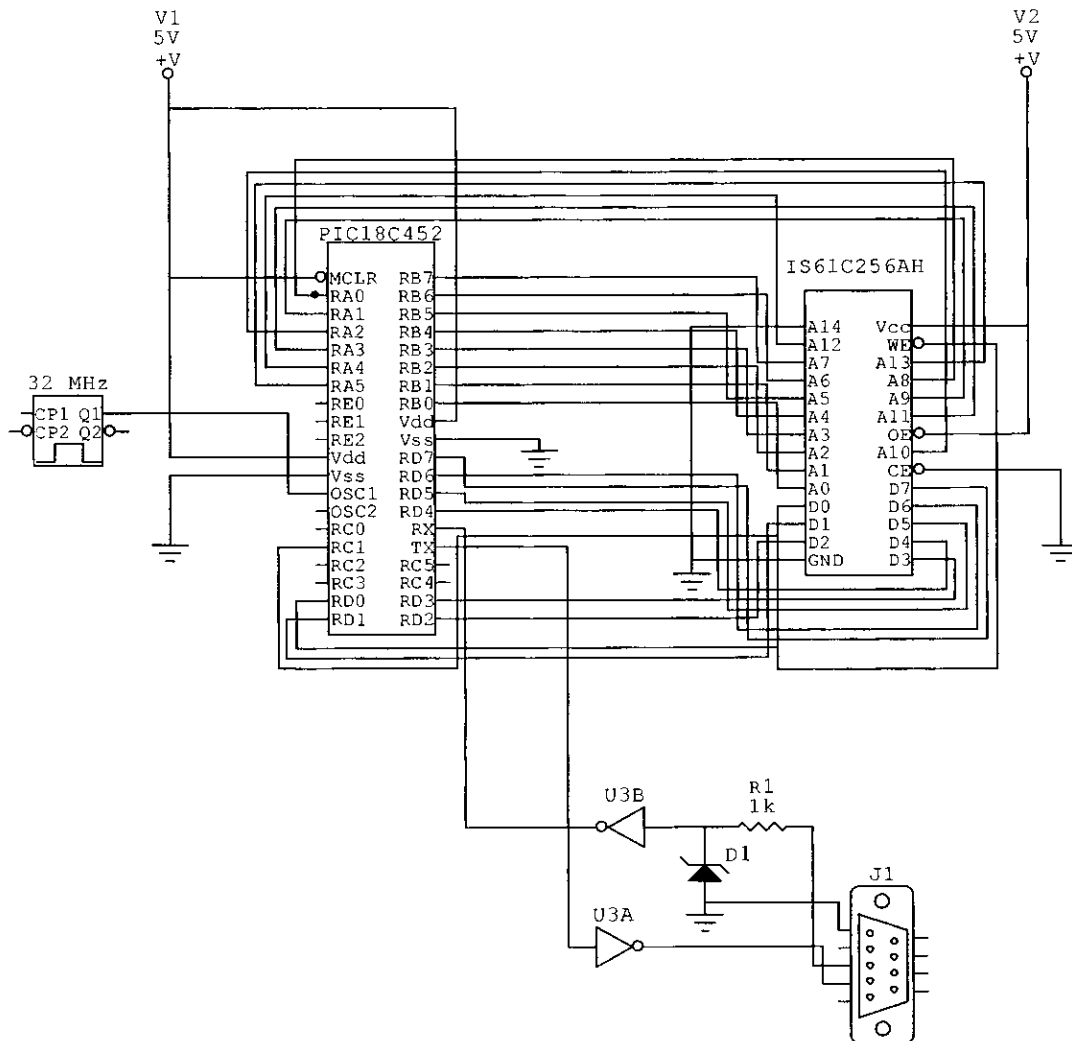 V1
5V
+V
V2
5V
+V
PIC18C452
MCLR RB7
RA0 RB6
RA1 RB5
RA2 RB4
RA3 RB3
RA4 RB2
RA5 RB1
RE0 RB0
RE1 Vdd
RE2 Vss
Vdd RD7
Vss RD6
OSC1 RD5
OSC2 RD4
RC0 RX
RC1 TX
RC2 RC5
RC3 RC4
RD0 RD3
RD1 RD2
IS61C256AH
A14 Vcc
A12 WE
A7 A13
A6 A8
A5 A9
A4 A11
A3 OE
A2 A10
A1 CE
A0 D7
D0 D6
D1 D5
D2 D4
GND D3
32 MHz
CP1 Q1
CP2 Q2
U3B
R1
1k
D1
U3A
J1